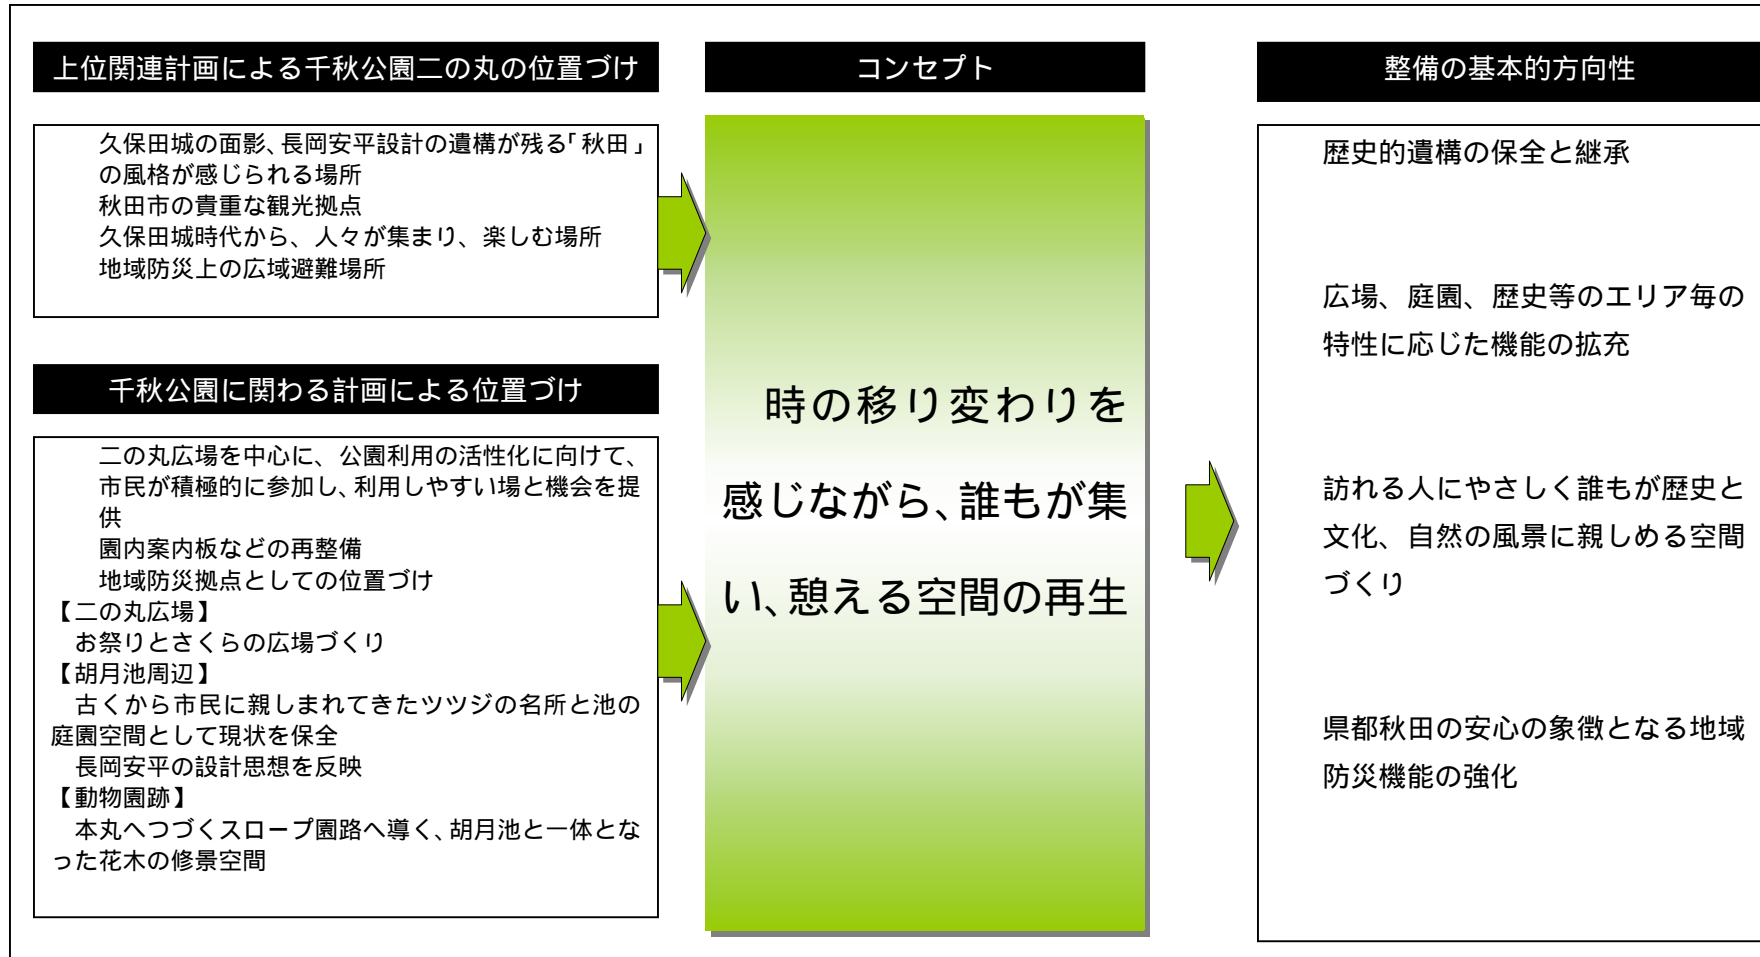 上位関連計画による千秋公園二の丸の位置づけ
久保田城の面影、長岡安平設計の遺構が残る「秋田」
の風格が感じられる場所
秋田市の貴重な観光拠点
久保田城時代から、人々が集まり、楽しむ場所
地域防災上の広域避難場所
千秋公園に関わる計画による位置づけ
二の丸広場を中心に、公園利用の活性化に向けて、
市民が積極的に参加し、利用しやすい場と機会を提
供
園内案内板などの再整備
地域防災拠点としての位置づけ
【二の丸広場】
お祭りとさくらの広場づくり
【胡月池周辺】
古くから市民に親しまれてきたツツジの名所と池の
庭園空間として現状を保全
長岡安平の設計思想を反映
【動物園跡】
本丸へつづくスロープ園路へ導く、胡月池と一体とな
った花木の修景空間
コンセプト
時の移り変わりを
感じながら、誰もが集
い、憩える空間の再生
整備の基本的方向性
歴史的遺構の保全と継承
広場、庭園、歴史等のエリア毎の
特性に応じた機能の拡充
訪れる人にやさしく誰もが歴史と
文化、自然の風景に親しめる空間
づくり
県都秋田の安心の象徴となる地域
防災機能の強化